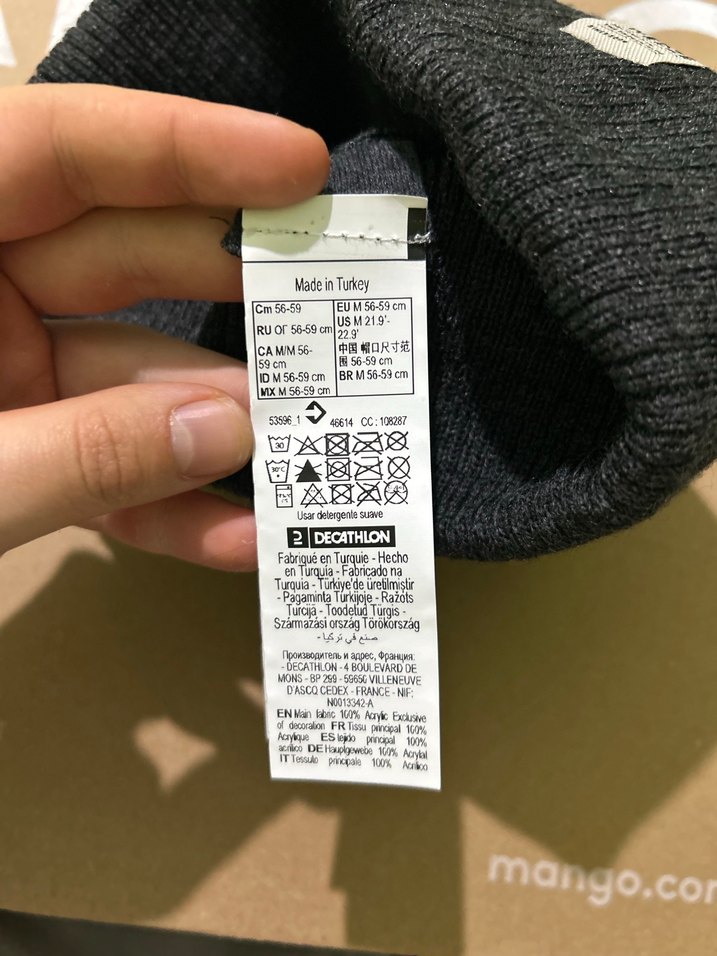 Made in Turkey
Cm 56-59
RU ОГ 56-59 cm
CA M/M 56-
59 cm
ID M 56-59 cm
MX M 56-59 cm
EU M 56-59 cm
US M 21.9'-
22.9'
中国 帽口尺寸范
围 56-59 cm
BR M 56-59 cm
53596_1 46614 CC : 108287
30
30°C
Usar detergente suave
DECATHLON
Fabriqué en Turquie - Hecho
en Turquía - Fabricado na
Turquia - Türkiye'de üretilmiştir
- Pagaminta Turkijoje - Ražots
Turcijā - Toodetud Türgis -
Származási ország Törökország
صنع في تركيا -
Производитель и адрес, Франция:
- DECATHLON - 4 BOULEVARD DE
MONS - BP 299 - 59650 VILLENEUVE
D'ASCQ CEDEX - FRANCE - NIF:
N0013342-A
EN Main fabric 100% Acrylic Exclusive
of decoration FR Tissu principal 100%
Acrylique ES tejido principal 100%
acrílico DE Hauptgewebe 100% Acrylal
IT Tessuto principale 100% Acrilico
mango.com